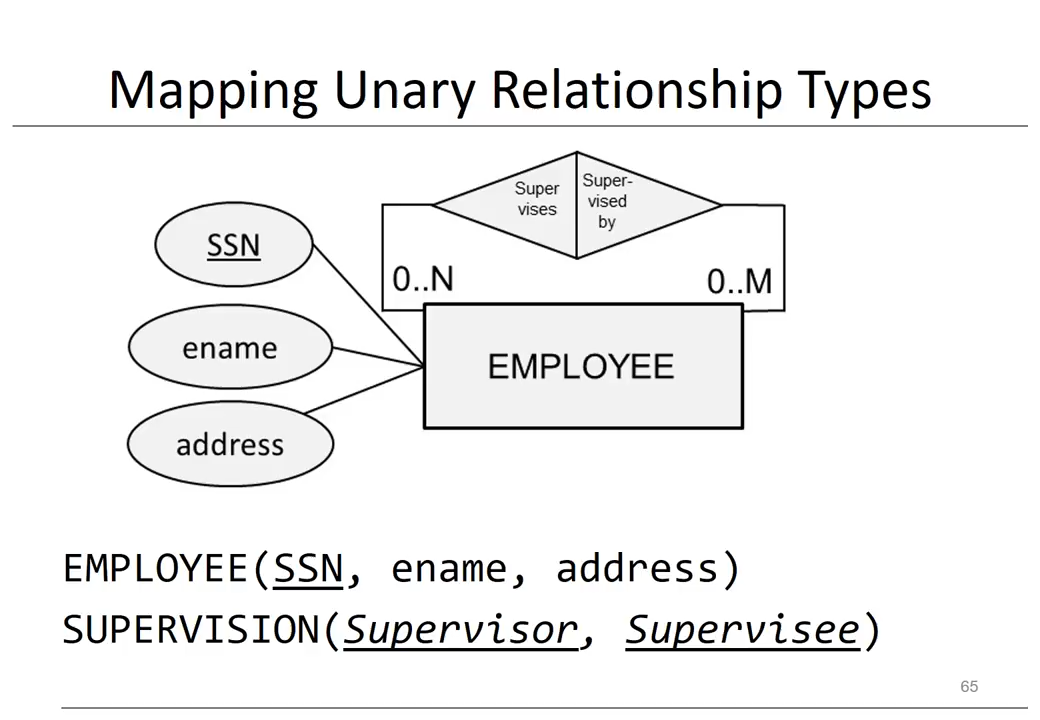 Mapping Unary Relationship Types
Super
vises
Super-
vised
by
SSN
0..N
0..M
ename
EMPLOYEE
address
EMPLOYEE(SSN, ename, address)
SUPERVISION(Supervisor, Supervisee)
65